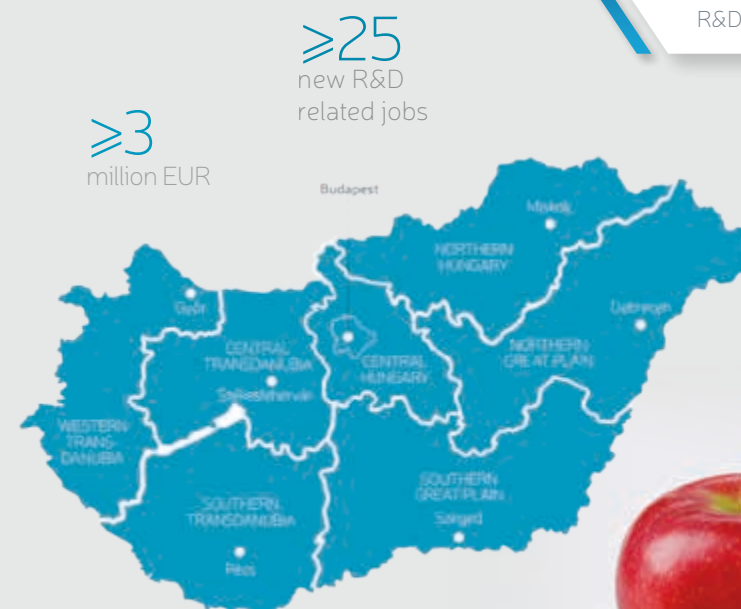 R&D
⩾25
new R&D
related jobs
⩾3
million EUR
Budapest
Miskolc
NORTHERN
HUNGARY
Győr
Debrecen
CENTRAL
TRANSDANUBIA
NORTHERN
GREAT PLAIN
CENTRAL
HUNGARY
Székesfehérvár
WESTERN
TRANS-
DANUBIA
SOUTHERN
GREAT PLAIN
SOUTHERN
TRANSDANUBIA
Szeged
Pécs